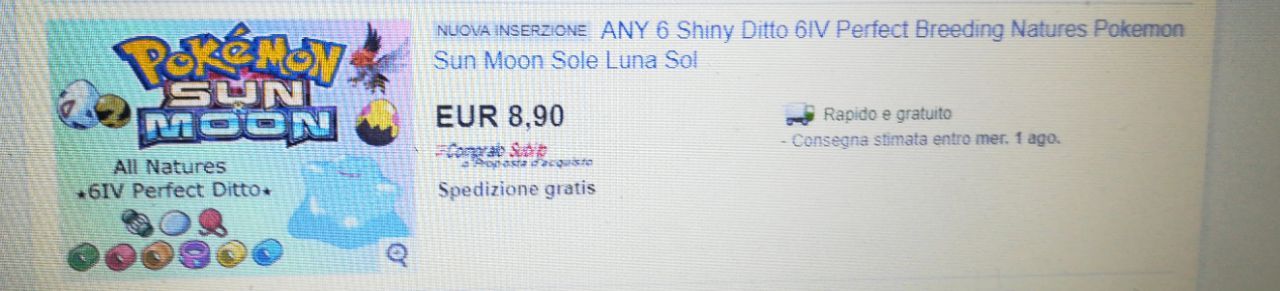 POKéMON
SUN
MOON
All Natures
★6IV Perfect Ditto★
NUOVA INSERZIONE ANY 6 Shiny Ditto 6IV Perfect Breeding Natures Pokemon
Sun Moon Sole Luna Sol
EUR 8,90
Compralo Subito
o Proposta d'acquisto
Spedizione gratis
Rapido e gratuito
- Consegna stimata entro mer. 1 ago.